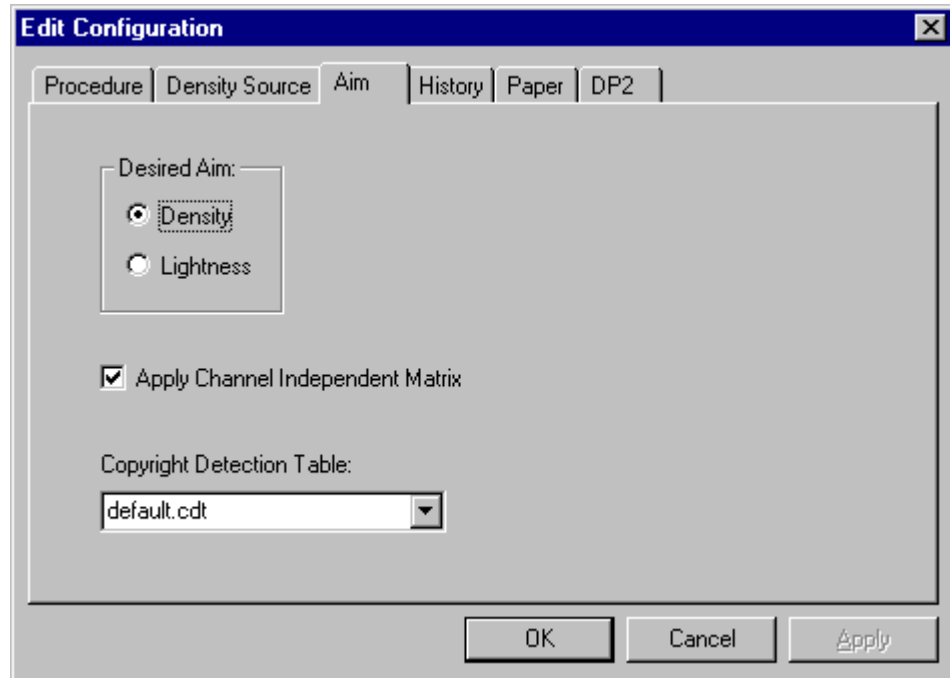 Edit Configuration
Procedure Density Source Aim History Paper DP2
Desired Aim:
Density
Lightness
Apply Channel Independent Matrix
Copyright Detection Table:
default.cdt
OK Cancel Apply